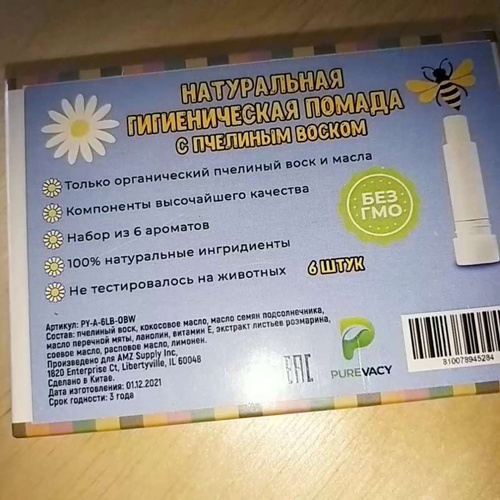 НАТУРАЛЬНАЯ
ГИГИЕНИЧЕСКАЯ ПОМАДА
С ПЧЕЛИНЫМ ВОСКОМ
Только органический пчелиный воск и масла
Компоненты высочайшего качества
Набор из 6 ароматов
100% натуральные ингридиенты
Не тестировалось на животных
БЕЗ
ГМО
6 ШТУК
Артикул: PY-A-6LB-OBW
Состав: пчелиный воск, кокосовое масло, масло семян подсолнечника,
масло перечной мяты, ланолин, витамин Е, экстракт листьев розмарина,
соевое масло, распсовое масло, лимонен.
Произведено для AMZ Supply Inc,
1820 Enterprise Ct, Libertyville, IL 60048
Сделано в Китае.
Дата изготовления: 01.12.2021
Срок годности: 3 года
EAC
PUREVACY
810078945284